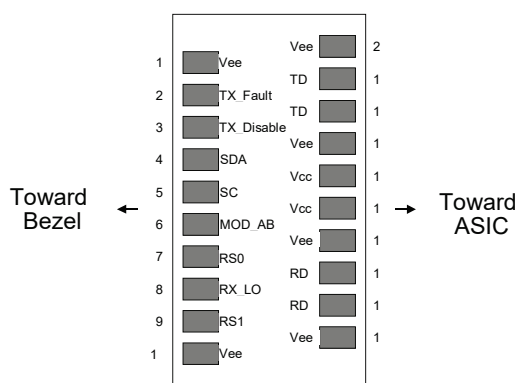 Vee 2
1 Vee
TD 1
2 TX_Fault
TD 1
3 TX_Disable
Vee 1
4 SDA
Vcc 1
5 SC
Toward Bezel
Vcc 1
Toward ASIC
6 MOD_AB
Vee 1
7 RS0
RD 1
8 RX_LO
RD 1
9 RS1
Vee 1
1 Vee